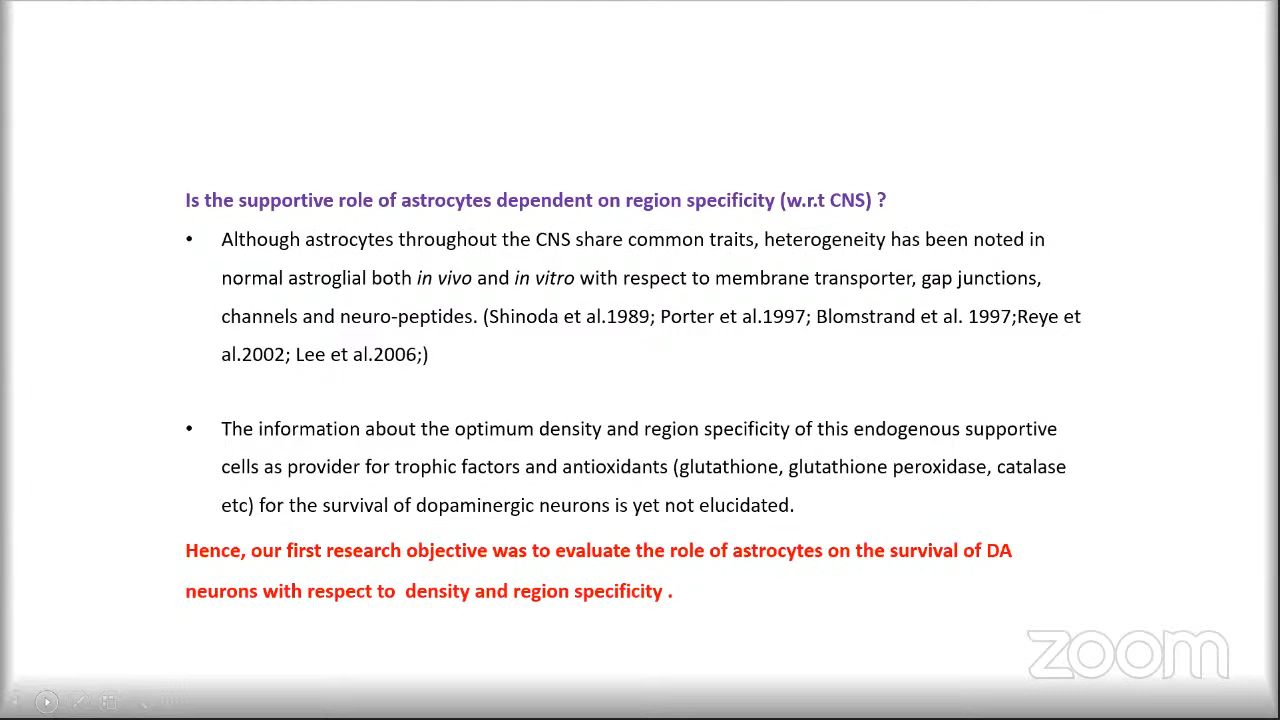 Is the supportive role of astrocytes dependent on region specificity (w.r.t CNS) ?
• Although astrocytes throughout the CNS share common traits, heterogeneity has been noted in
normal astroglial both in vivo and in vitro with respect to membrane transporter, gap junctions,
channels and neuro-peptides. (Shinoda et al.1989; Porter et al.1997; Blomstrand et al. 1997;Reye et
al.2002; Lee et al.2006;)
• The information about the optimum density and region specificity of this endogenous supportive
cells as provider for trophic factors and antioxidants (glutathione, glutathione peroxidase, catalase
etc) for the survival of dopaminergic neurons is yet not elucidated.
Hence, our first research objective was to evaluate the role of astrocytes on the survival of DA
neurons with respect to  density and region specificity .
zoom